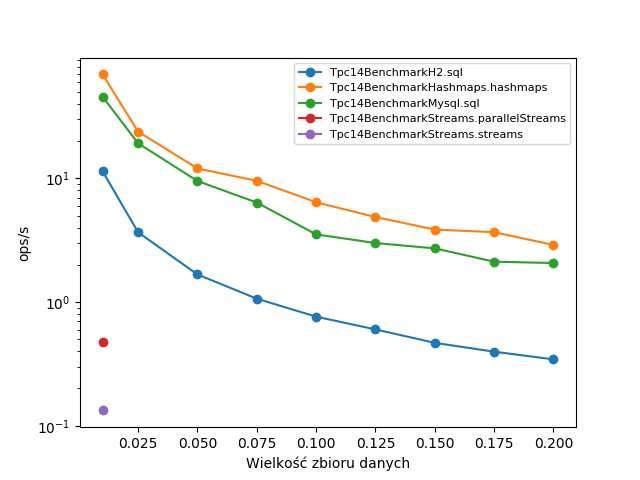 Tpc14BenchmarkH2.sql
Tpc14BenchmarkHashmaps.hashmaps
Tpc14BenchmarkMysql.sql
Tpc14BenchmarkStreams.parallelStreams
Tpc14BenchmarkStreams.streams
ops/s
10¹
10⁰
10⁻¹
0.025 0.050 0.075 0.100 0.125 0.150 0.175 0.200
Wielkość zbioru danych